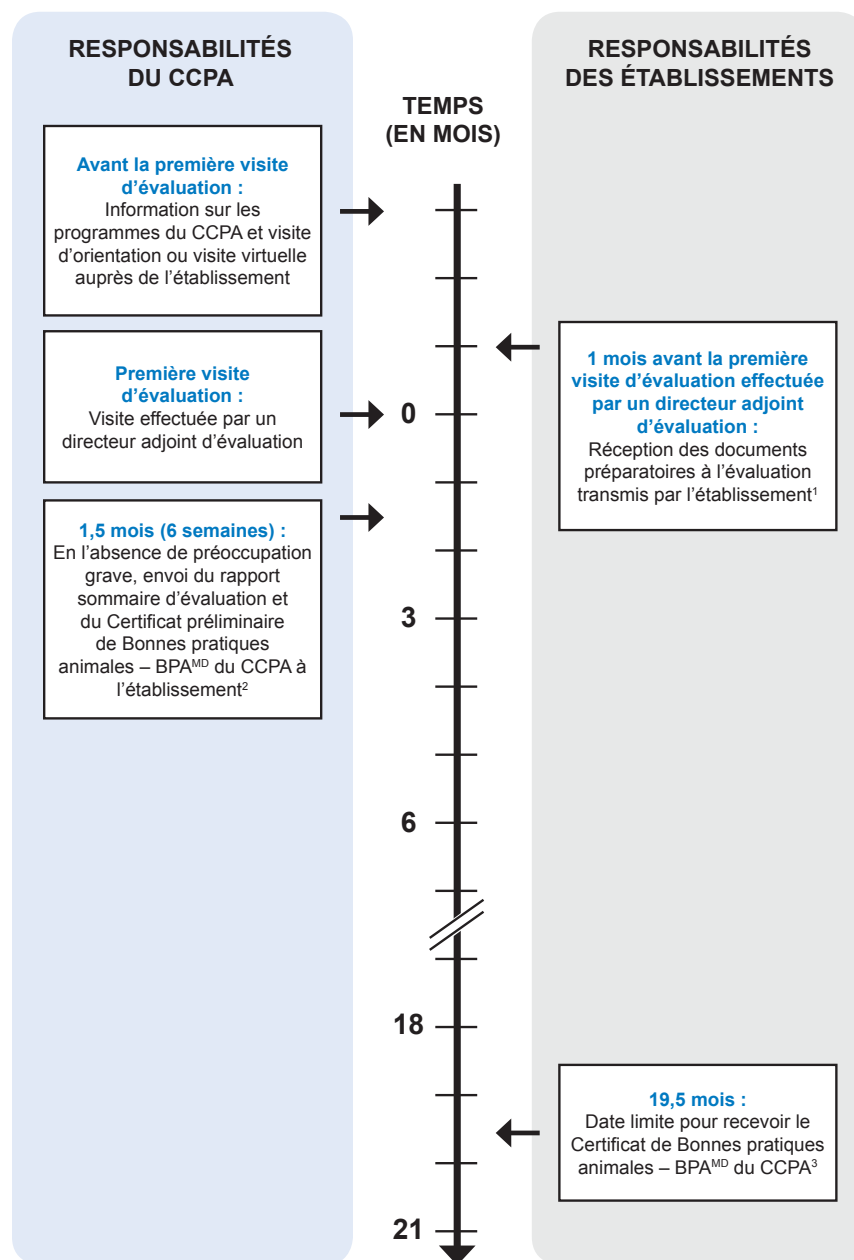 RESPONSABILITÉS
DU CCPA
Avant la première visite
d'évaluation :
Information sur les
programmes du CCPA et visite
d'orientation ou visite virtuelle
auprès de l'établissement
Première visite
d'évaluation :
Visite effectuée par un
directeur adjoint d'évaluation
1,5 mois (6 semaines) :
En l'absence de préoccupation
grave, envoi du rapport
sommaire d'évaluation et
du Certificat préliminaire
de Bonnes pratiques
animales – BPAᴹᴰ du CCPA à
l'établissement²
TEMPS
(EN MOIS)
0
3
6
18
21
RESPONSABILITÉS
DES ÉTABLISSEMENTS
1 mois avant la première
visite d'évaluation effectuée
par un directeur adjoint
d'évaluation :
Réception des documents
préparatoires à l'évaluation
transmis par l'établissement¹
19,5 mois :
Date limite pour recevoir le
Certificat de Bonnes pratiques
animales – BPAᴹᴰ du CCPA³